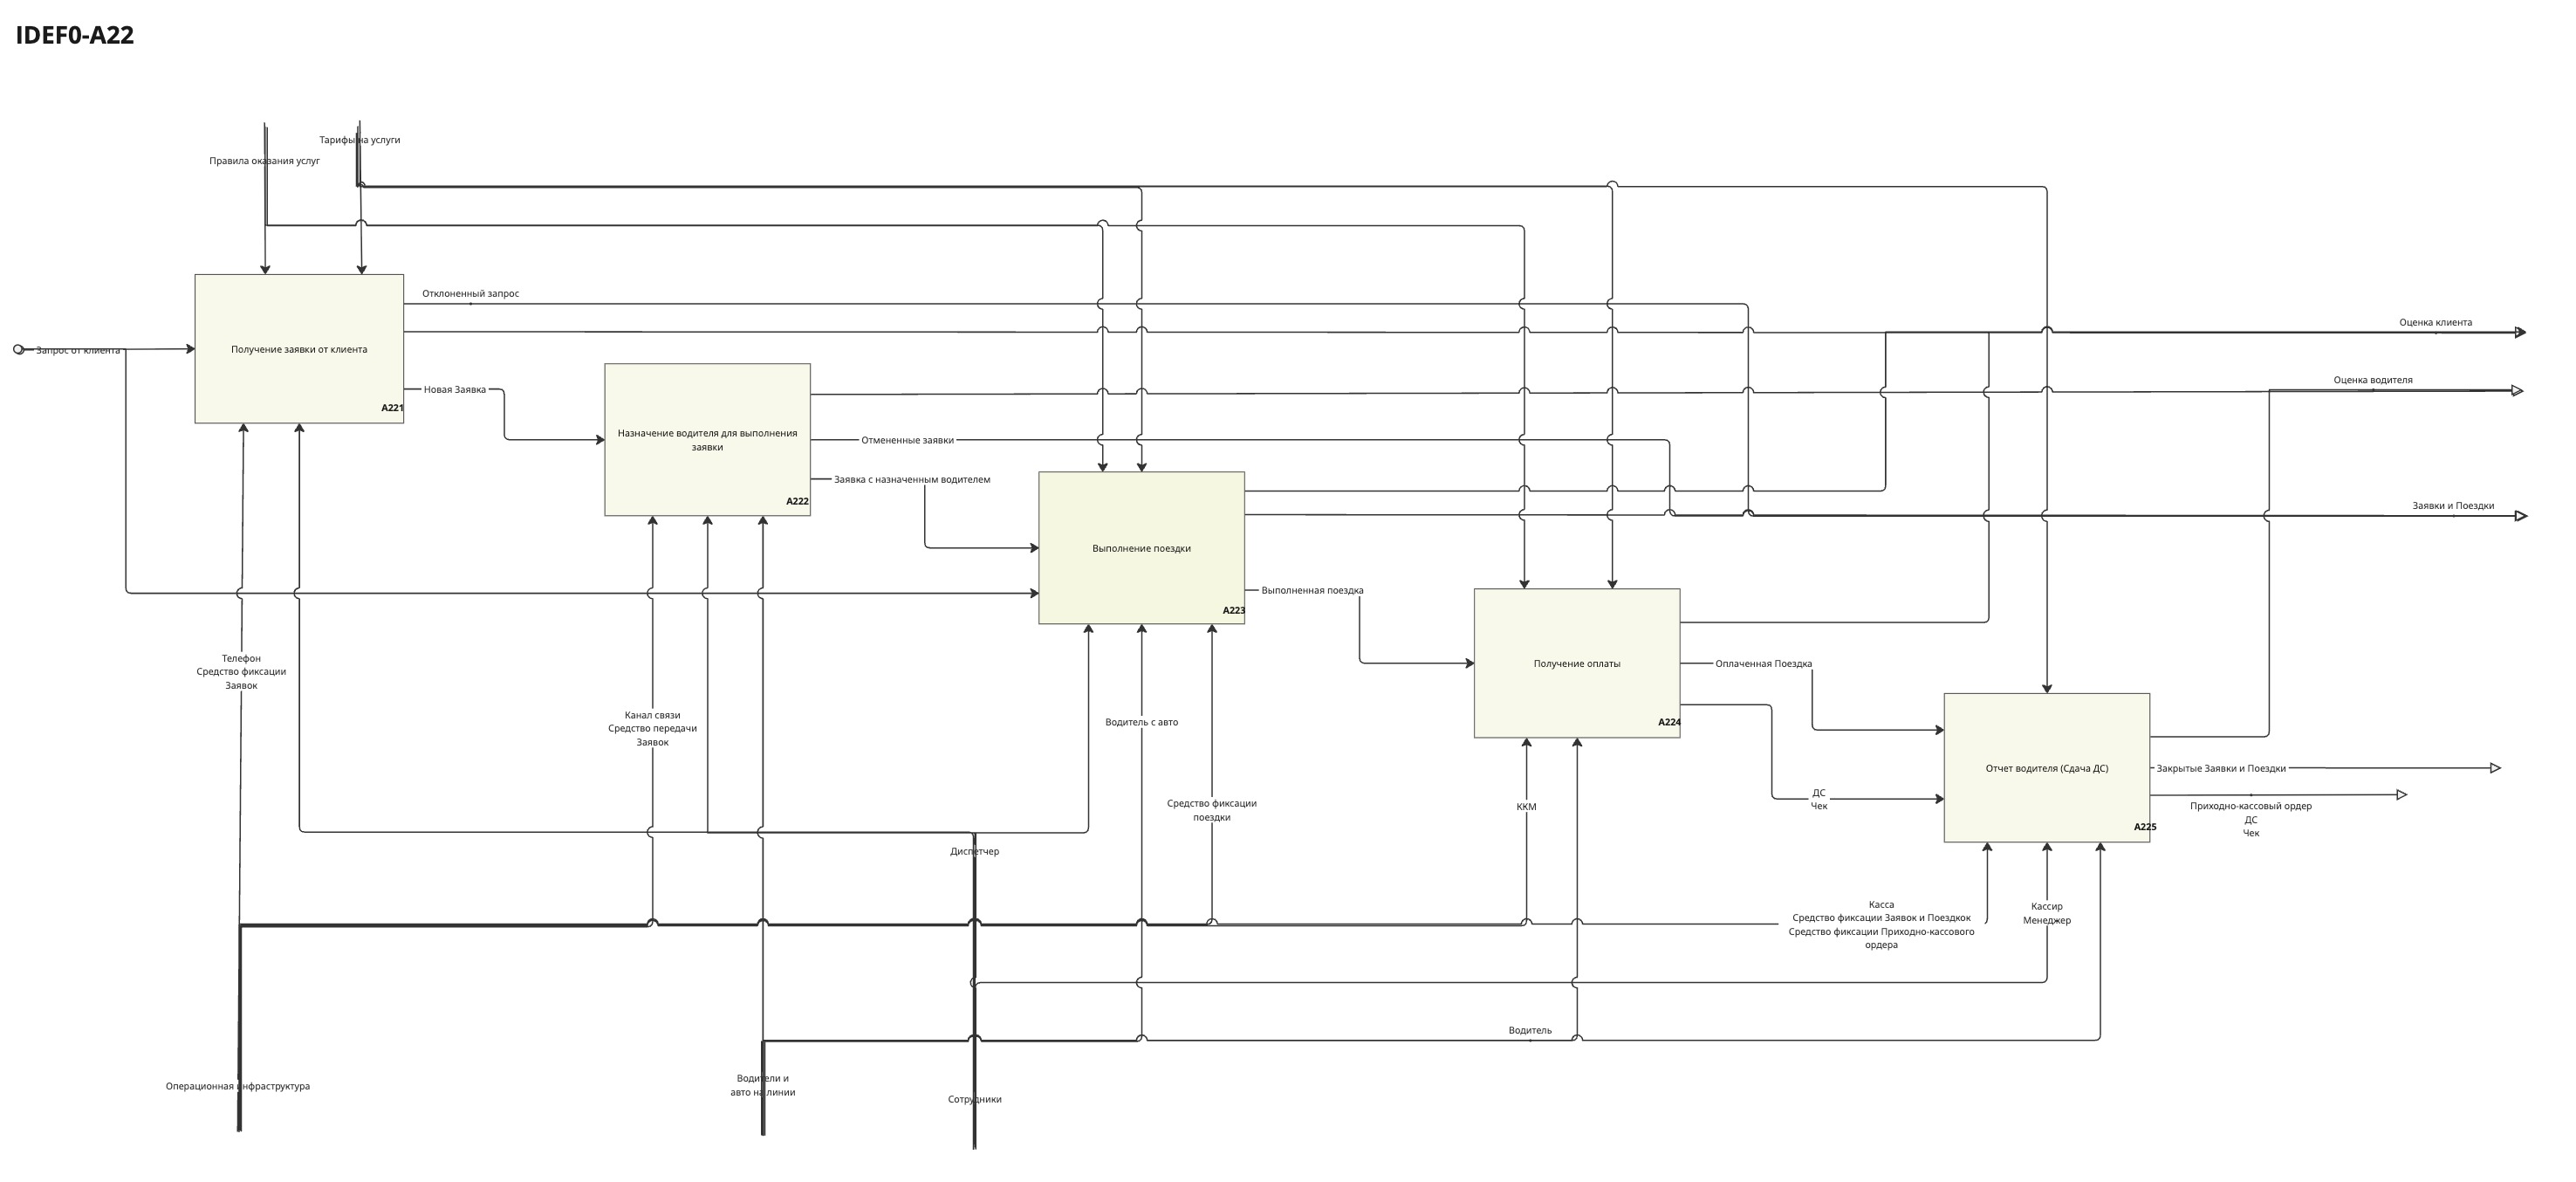 IDEF0-A22
Тарифы на услуги
Правила оказания услуг
Отклоненный запрос
Оценка клиента
Запрос от клиента
Получение заявки от клиента
Оценка водителя
Новая Заявка
A221
Назначение водителя для выполнения
заявки
Отмененные заявки
Заявка с назначенным водителем
A222
Заявки и Поездки
Выполнение поездки
Выполненная поездка
A223
Телефон
Средство фиксации
Заявок
Получение оплаты
Оплаченная Поездка
Канал связи
Средство передачи
Заявок
Водитель с авто
A224
Отчет водителя (Сдача ДС)
Закрытые Заявки и Поездки
ДС
Чек
Средство фиксации
поездки
ККМ
Приходно-кассовый ордер
ДС
Чек
A225
Диспетчер
Касса
Средство фиксации Заявок и Поездкок
Средство фиксации Приходно-кассового
ордера
Кассир
Менеджер
Водитель
Операционная инфраструктура
Водители и
авто на линии
Сотрудники